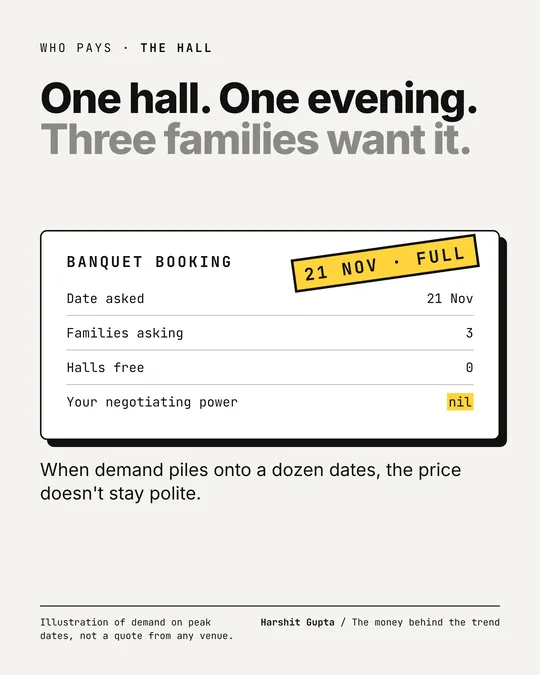 WHO PAYS · THE HALL
One hall. One evening.
Three families want it.
BANQUET BOOKING
21 NOV · FULL
Date asked 21 Nov
Families asking 3
Halls free 0
Your negotiating power nil
When demand piles onto a dozen dates, the price
doesn't stay polite.
Illustration of demand on peak
dates, not a quote from any venue.
Harshit Gupta / The money behind the trend